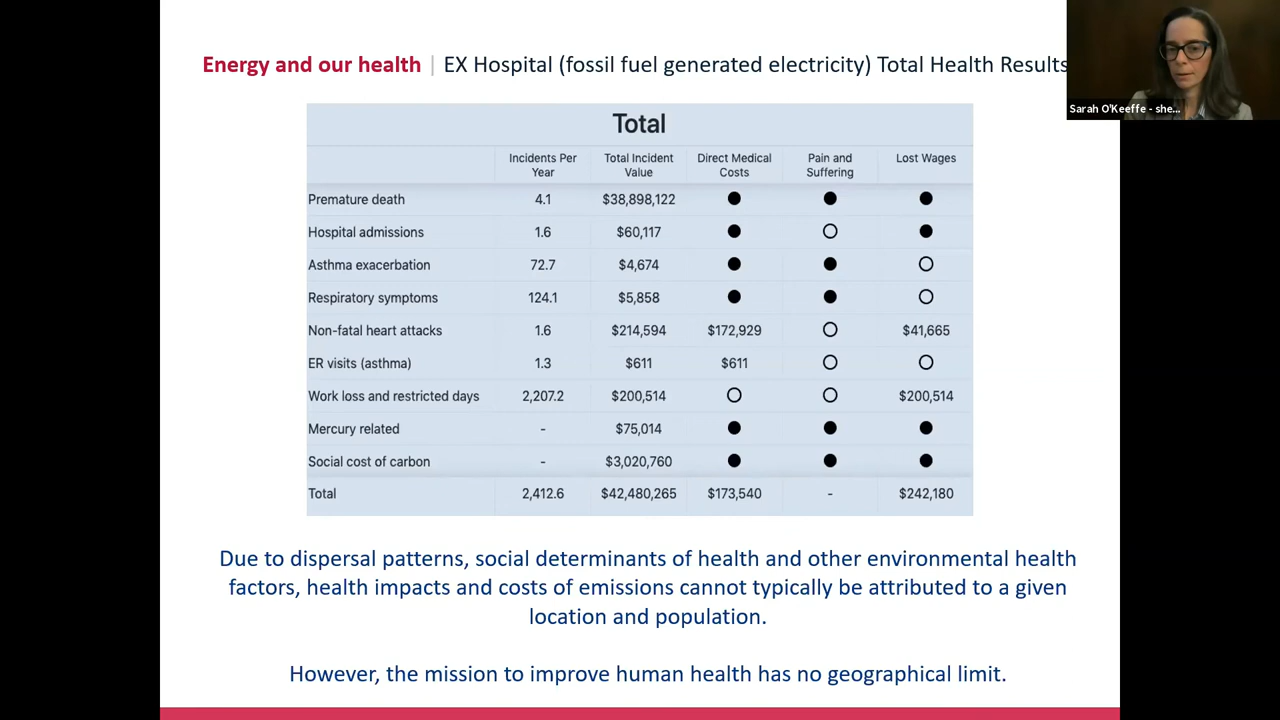 Energy and our health | EX Hospital (fossil fuel generated electricity) Total Health Results
Sarah O'Keeffe - she...
Total
Incidents Per Year Total Incident Value Direct Medical Costs Pain and Suffering Lost Wages
Premature death 4.1 $38,898,122 ● ● ●
Hospital admissions 1.6 $60,117 ● ○ ●
Asthma exacerbation 72.7 $4,674 ● ● ○
Respiratory symptoms 124.1 $5,858 ● ● ○
Non-fatal heart attacks 1.6 $214,594 $172,929 ○ $41,665
ER visits (asthma) 1.3 $611 $611 ○ ○
Work loss and restricted days 2,207.2 $200,514 ○ ○ $200,514
Mercury related - $75,014 ● ● ●
Social cost of carbon - $3,020,760 ● ● ●
Total 2,412.6 $42,480,265 $173,540 - $242,180
Due to dispersal patterns, social determinants of health and other environmental health
factors, health impacts and costs of emissions cannot typically be attributed to a given
location and population.
However, the mission to improve human health has no geographical limit.